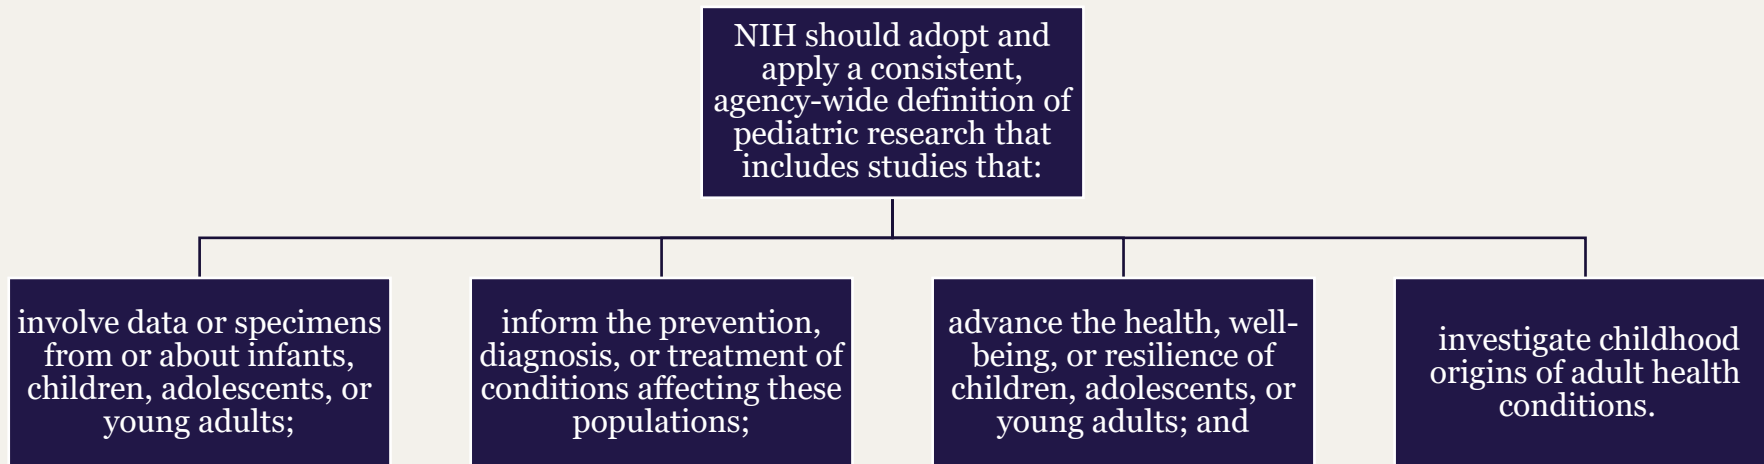 NIH should adopt and
apply a consistent,
agency-wide definition of
pediatric research that
includes studies that:
involve data or specimens
from or about infants,
children, adolescents, or
young adults;
inform the prevention,
diagnosis, or treatment of
conditions affecting these
populations;
advance the health, well-
being, or resilience of
children, adolescents, or
young adults; and
investigate childhood
origins of adult health
conditions.